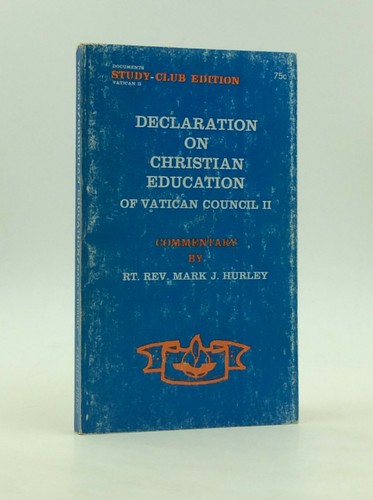 DOCUMENTS
STUDY-CLUB EDITION
VATICAN II
75c
DECLARATION
ON
CHRISTIAN
EDUCATION
OF VATICAN COUNCIL II
COMMENTARY
BY
RT. REV. MARK J. HURLEY